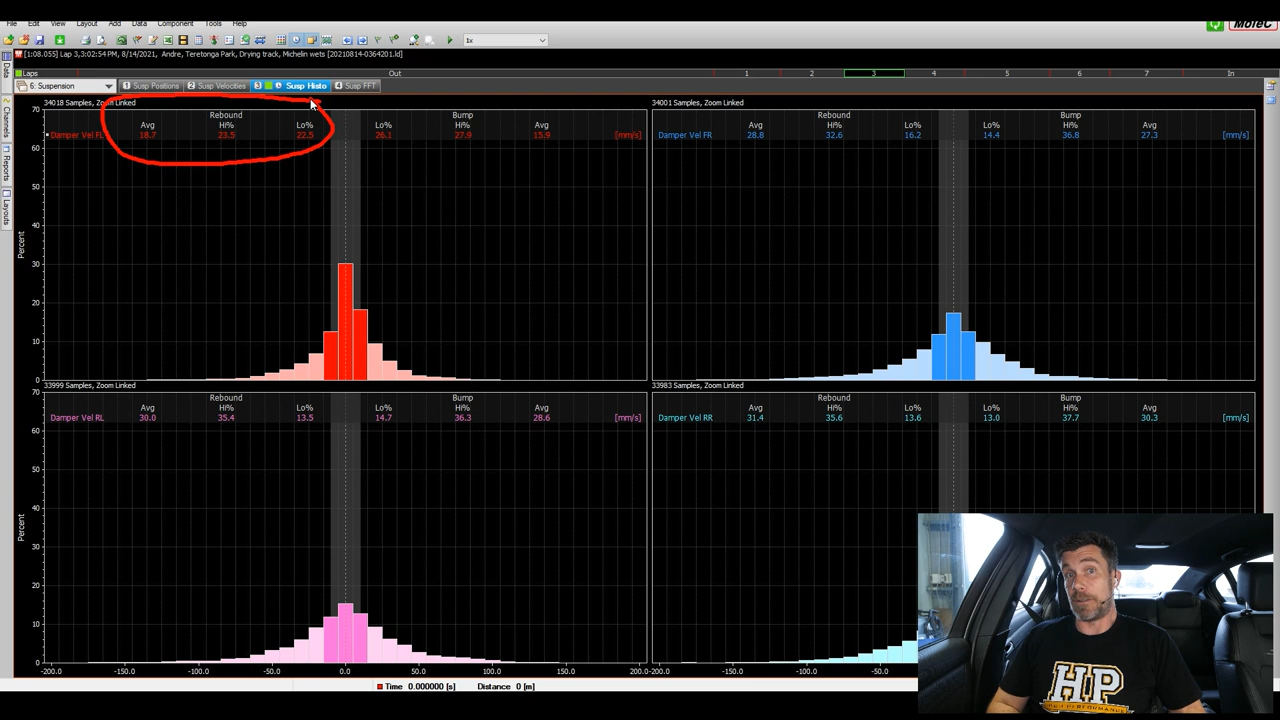 File Edit View Layout Add Data Component Tools Help
MoTeC
1x
[1:08.055] Lap 3,3:02:54 PM, 8/14/2021, Andre, Teretonga Park, Drying track, Michelin wets [20210814-0364201.ld]
Laps Out 1 2 3 4 5 6 7 In
6: Suspension 1 Susp Positions 2 Susp Velocities 3 Susp Histo 4 Susp FFT
Data
Channels
Reports
Layouts
34018 Samples, Zoom Linked
70
60
50
40
30
20
10
0
Percent
Rebound Bump
Avg Hi% Lo% Lo% Hi% Avg
Damper Vel FL 18.7 23.5 22.5 26.1 27.9 15.9 [mm/s]
34001 Samples, Zoom Linked
Rebound Bump
Avg Hi% Lo% Lo% Hi% Avg
Damper Vel FR 28.8 32.6 16.2 14.4 36.8 27.3 [mm/s]
33999 Samples, Zoom Linked
70
60
50
40
30
20
10
0
Percent
Rebound Bump
Avg Hi% Lo% Lo% Hi% Avg
Damper Vel RL 30.0 35.4 13.5 14.7 36.3 28.6 [mm/s]
-200.0 -150.0 -100.0 -50.0 0.0 50.0 100.0 150.0 200.0
33983 Samples, Zoom Linked
Rebound Bump
Avg Hi% Lo% Lo% Hi% Avg
Damper Vel RR 31.4 35.6 13.6 13.0 37.7 30.3 [mm/s]
-150.0 -100.0 -50.0
Time 0.000000 [s] Distance 0 [m]
HP